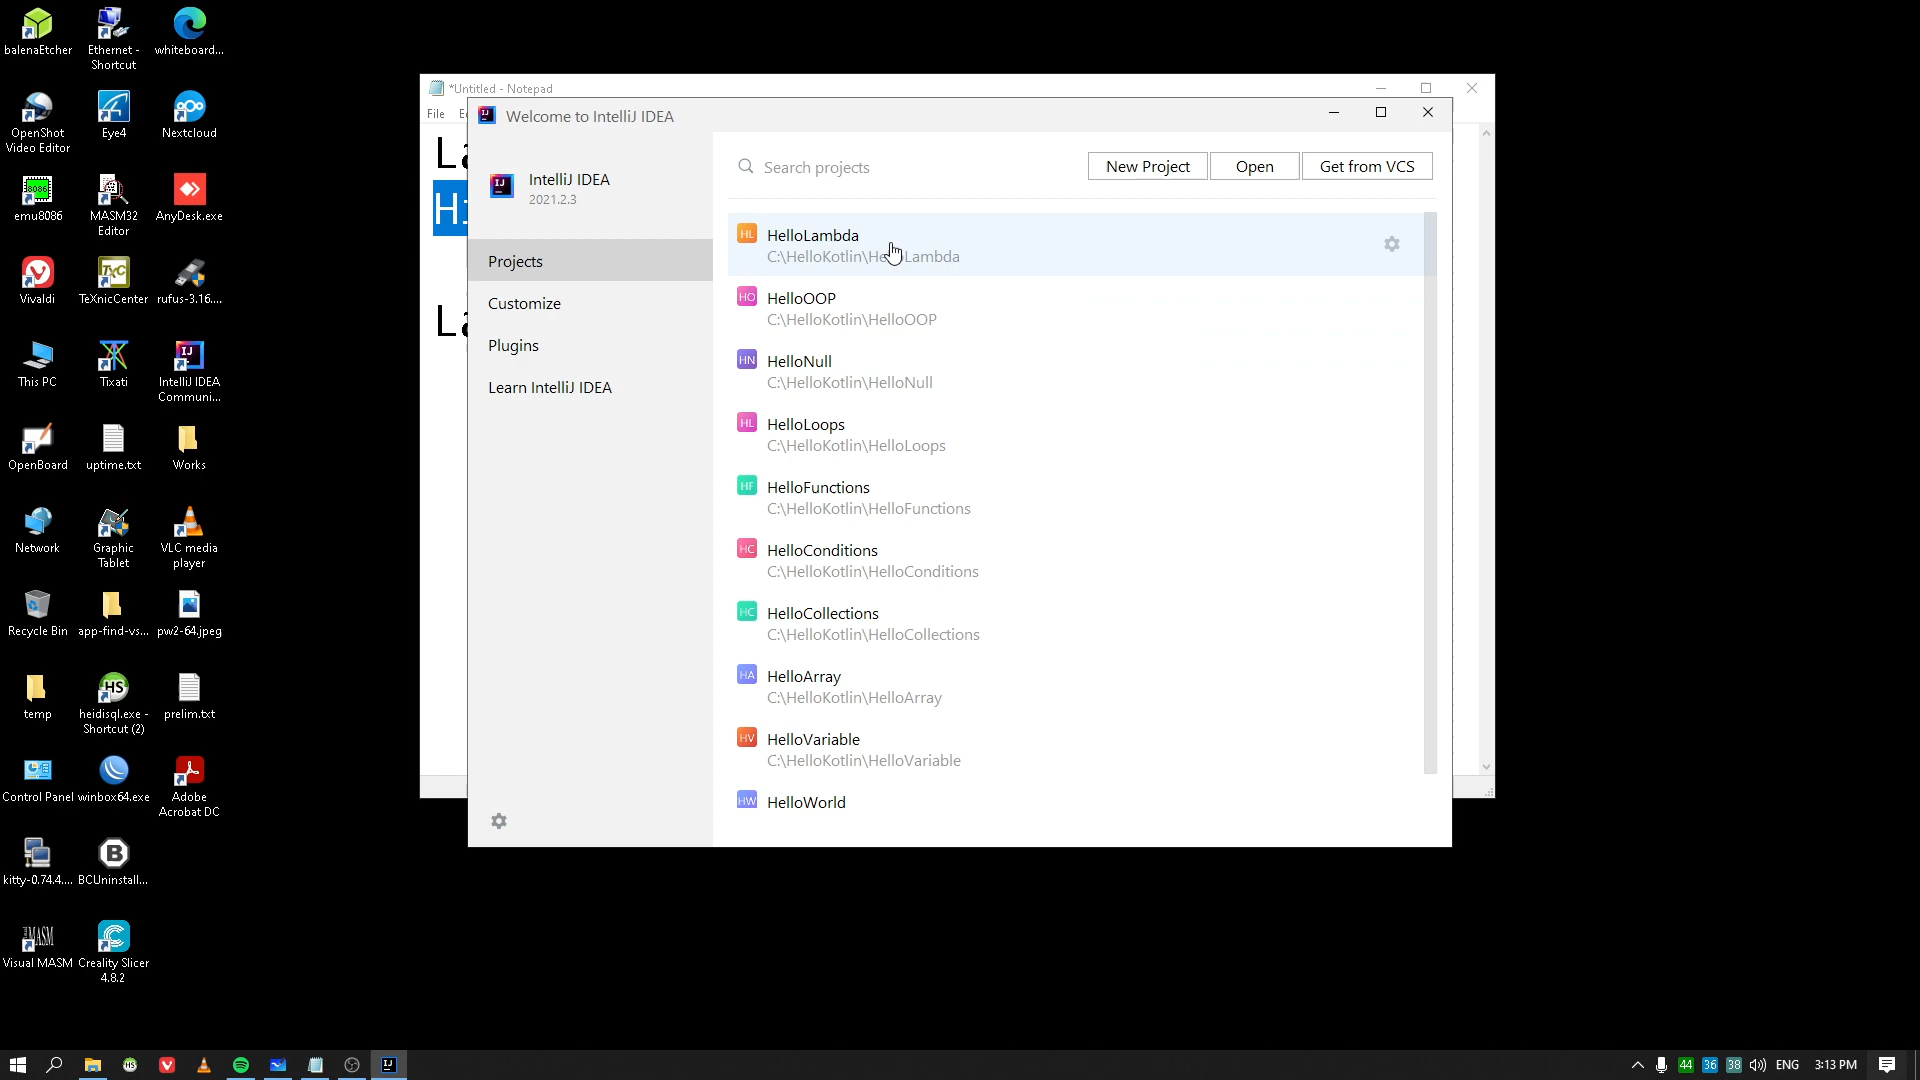 balenaEtcher
Ethernet -
Shortcut
whiteboard...
OpenShot
Video Editor
Eye4
Nextcloud
emu8086
MASM32
Editor
AnyDesk.exe
Vivaldi
TeXnicCenter
rufus-3.16....
This PC
Tixati
IntelliJ IDEA
Communi...
OpenBoard
uptime.txt
Works
Network
Graphic
Tablet
VLC media
player
Recycle Bin
app-find-vs...
pw2-64.jpeg
temp
heidisql.exe -
Shortcut (2)
prelim.txt
Control Panel
winbox64.exe
Adobe
Acrobat DC
kitty-0.74.4....
BCUninstall...
Visual MASM
Creality Slicer
4.8.2
*Untitled - Notepad
File
Welcome to IntelliJ IDEA
IntelliJ IDEA
2021.2.3
Projects
Customize
Plugins
Learn IntelliJ IDEA
Search projects
New Project
Open
Get from VCS
HL
HelloLambda
C:\HelloKotlin\HelloLambda
HO
HelloOOP
C:\HelloKotlin\HelloOOP
HN
HelloNull
C:\HelloKotlin\HelloNull
HL
HelloLoops
C:\HelloKotlin\HelloLoops
HF
HelloFunctions
C:\HelloKotlin\HelloFunctions
HC
HelloConditions
C:\HelloKotlin\HelloConditions
HC
HelloCollections
C:\HelloKotlin\HelloCollections
HA
HelloArray
C:\HelloKotlin\HelloArray
HV
HelloVariable
C:\HelloKotlin\HelloVariable
HW
HelloWorld
44 36 38 ENG 3:13 PM